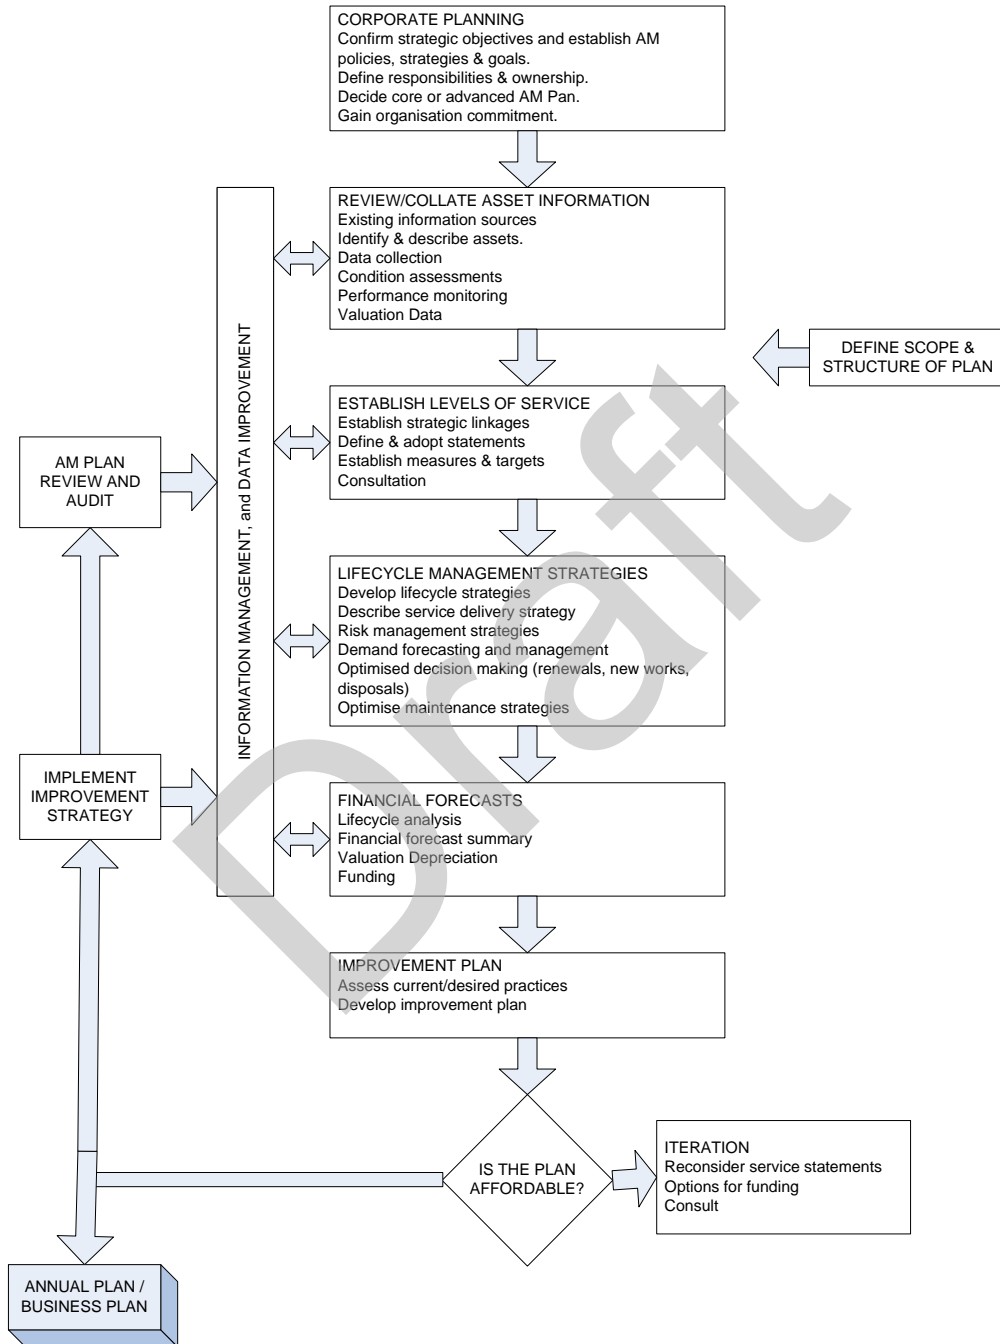 CORPORATE PLANNING
Confirm strategic objectives and establish AM
policies, strategies & goals.
Define responsibilities & ownership.
Decide core or advanced AM Pan.
Gain organisation commitment.
REVIEW/COLLATE ASSET INFORMATION
Existing information sources
Identify & describe assets.
Data collection
Condition assessments
Performance monitoring
Valuation Data
DEFINE SCOPE &
STRUCTURE OF PLAN
INFORMATION MANAGEMENT, and DATA IMPROVEMENT
ESTABLISH LEVELS OF SERVICE
Establish strategic linkages
Define & adopt statements
Establish measures & targets
Consultation
AM PLAN
REVIEW AND
AUDIT
LIFECYCLE MANAGEMENT STRATEGIES
Develop lifecycle strategies
Describe service delivery strategy
Risk management strategies
Demand forecasting and management
Optimised decision making (renewals, new works,
disposals)
Optimise maintenance strategies
IMPLEMENT
IMPROVEMENT
STRATEGY
FINANCIAL FORECASTS
Lifecycle analysis
Financial forecast summary
Valuation Depreciation
Funding
IMPROVEMENT PLAN
Assess current/desired practices
Develop improvement plan
IS THE PLAN
AFFORDABLE?
ITERATION
Reconsider service statements
Options for funding
Consult
ANNUAL PLAN /
BUSINESS PLAN
Draft